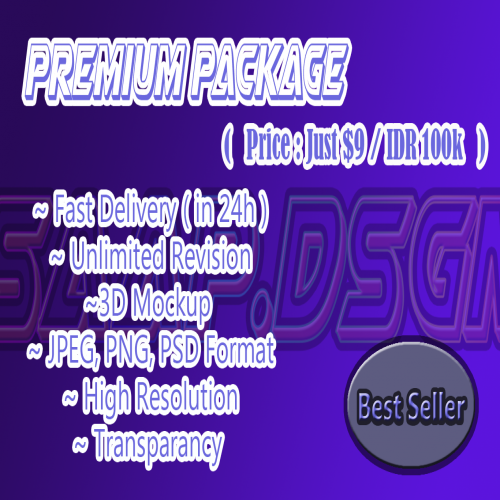 PREMIUM PACKAGE
( Price : Just $9 / IDR 100k )
~ Fast Delivery ( in 24h )
~ Unlimited Revision
~3D Mockup
~ JPEG, PNG, PSD Format
~ High Resolution
~ Transparancy
Best Seller